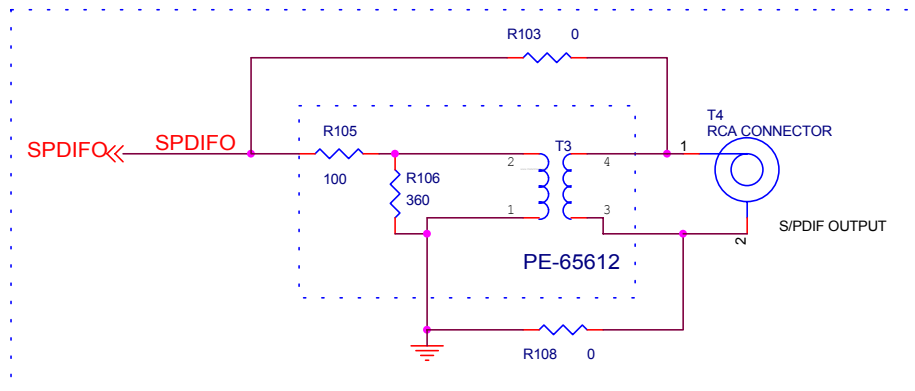 R103 0
T4
RCA CONNECTOR
SPDIFO
SPDIFO
R105
100
R106
360
2
1
T3
4
3
1
2
S/PDIF OUTPUT
PE-65612
R108 0